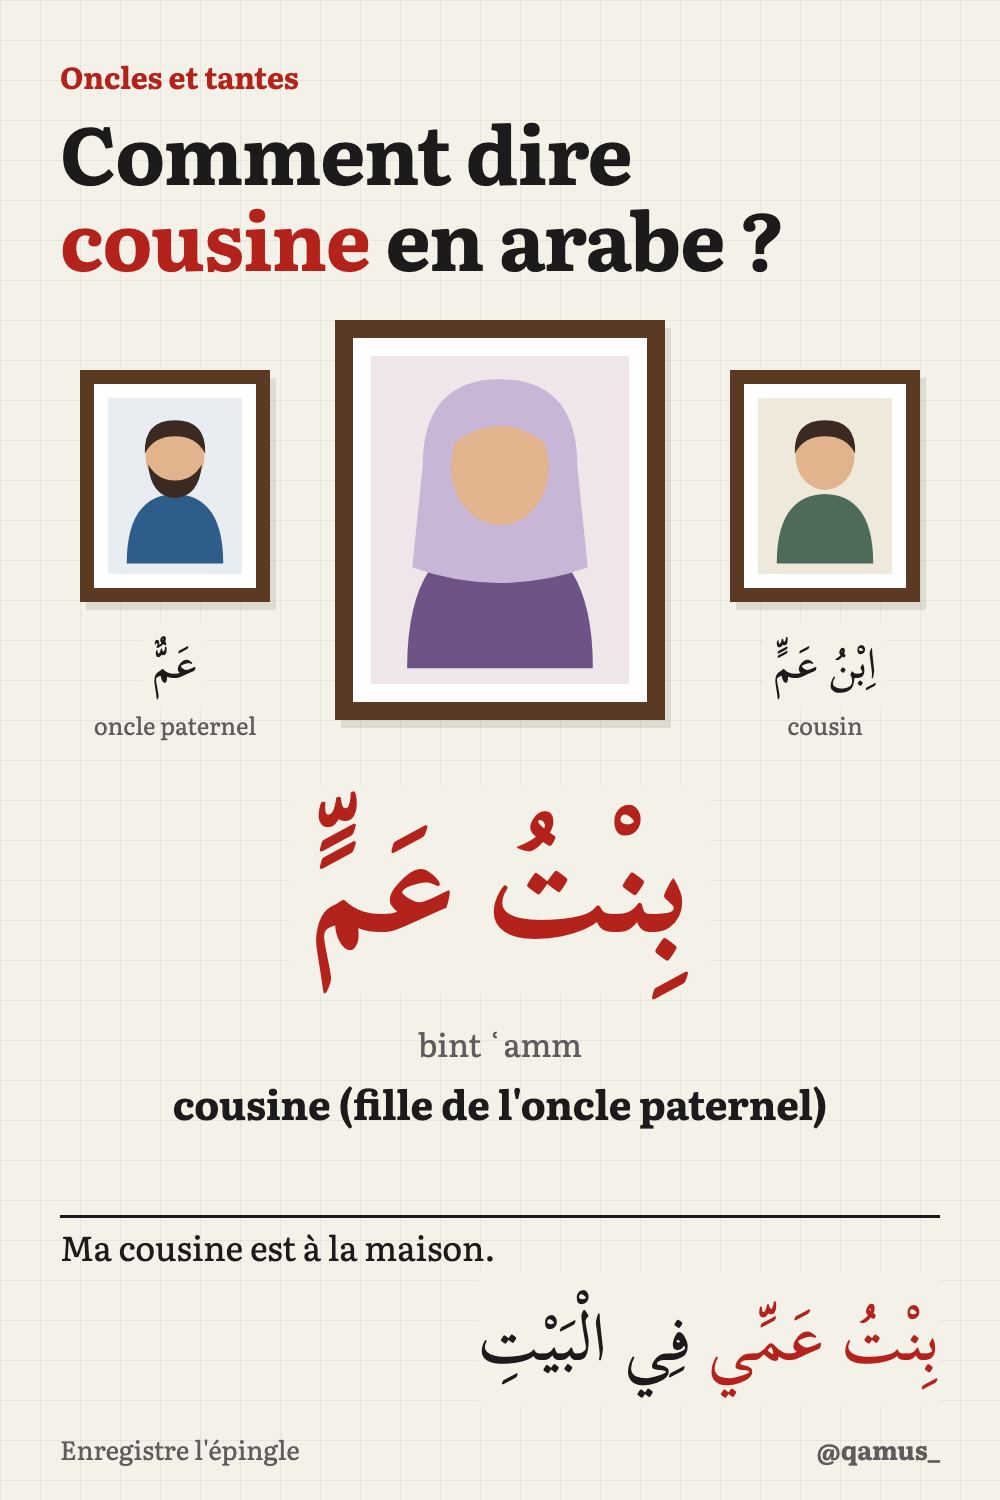 Oncles et tantes
Comment dire
cousine en arabe ?
عَمٌّ
oncle paternel
اِبْنُ عَمٍّ
cousin
بِنْتُ عَمٍّ
bint ʿamm
cousine (fille de l'oncle paternel)
Ma cousine est à la maison.
بِنْتُ عَمِّي فِي الْبَيْتِ
Enregistre l'épingle
@qamus_